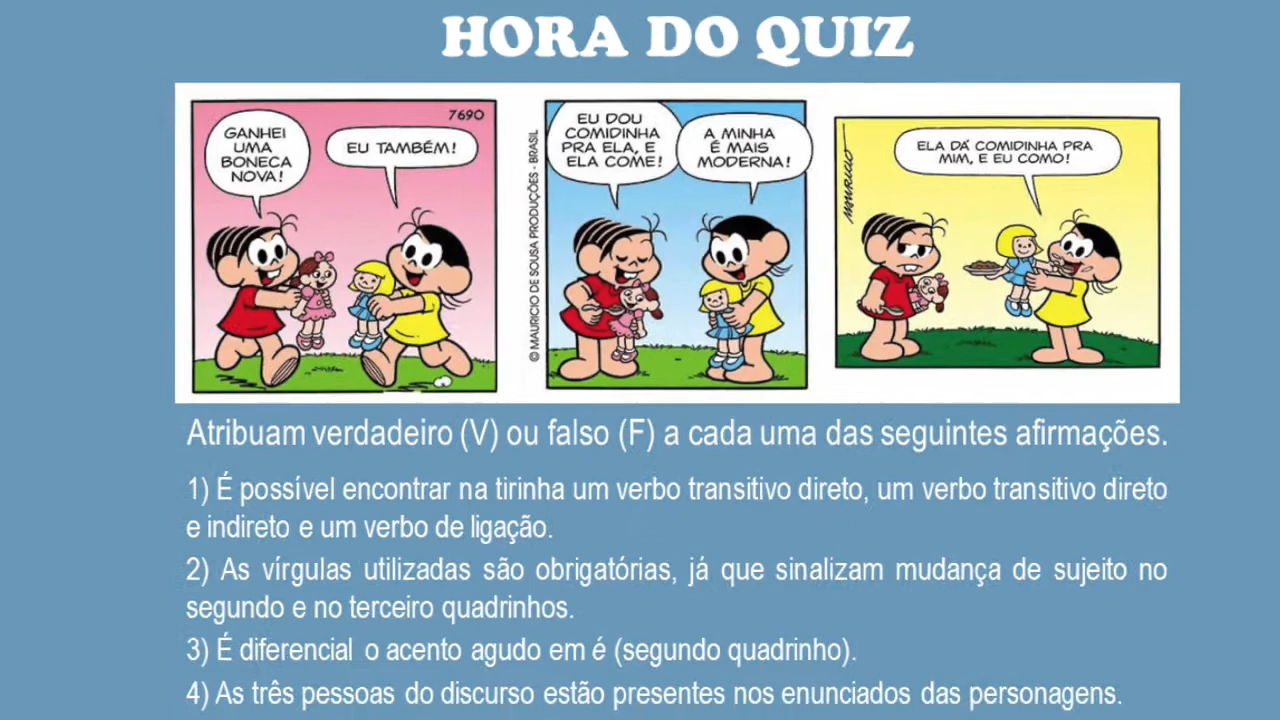 HORA DO QUIZ
7690
GANHEI
UMA
BONECA
NOVA!
EU TAMBÉM!
© MAURICIO DE SOUSA PRODUÇÕES - BRASIL
EU DOU
COMIDINHA
PRA ELA, E
ELA COME!
A MINHA
É MAIS
MODERNA!
MAURICIO
ELA DÁ COMIDINHA PRA
MIM, E EU COMO!
Atribuam verdadeiro (V) ou falso (F) a cada uma das seguintes afirmações.
1) É possível encontrar na tirinha um verbo transitivo direto, um verbo transitivo direto
e indireto e um verbo de ligação.
2) As vírgulas utilizadas são obrigatórias, já que sinalizam mudança de sujeito no
segundo e no terceiro quadrinhos.
3) É diferencial o acento agudo em é (segundo quadrinho).
4) As três pessoas do discurso estão presentes nos enunciados das personagens.